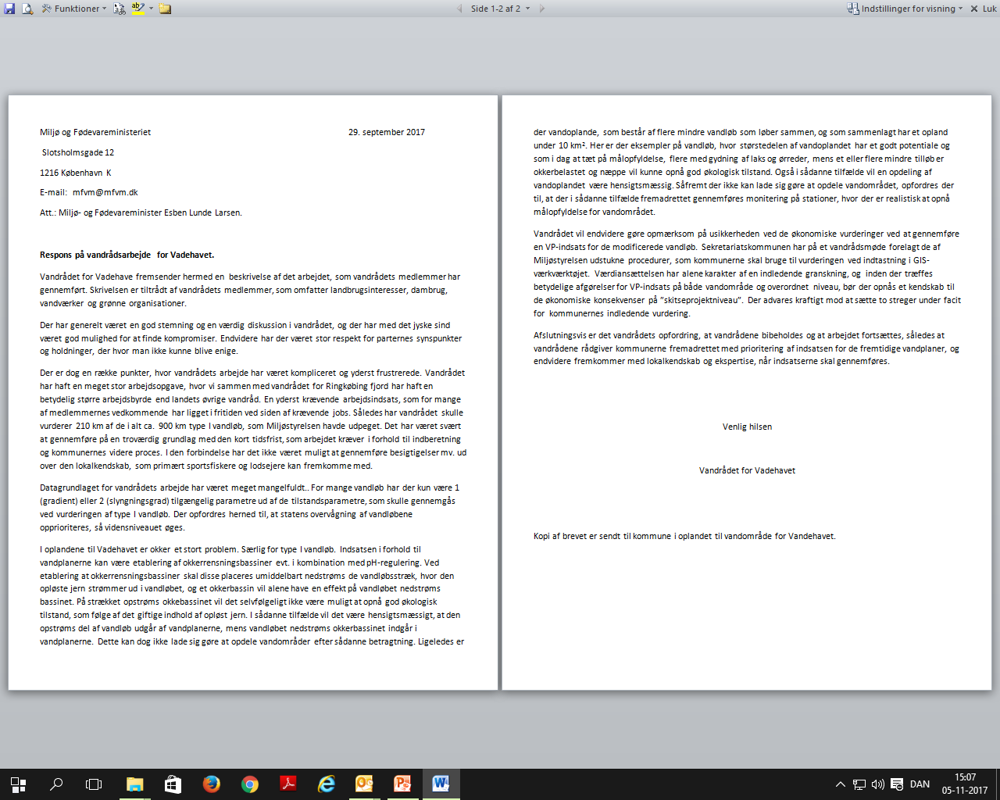 Funktioner
Side 1-2 af 2
Indstillinger for visning
Luk
Miljø og Fødevareministeriet 29. september 2017
Slotsholmsgade 12
1216 København K
E-mail: mfvm@mfvm.dk
Att.: Miljø- og Fødevareminister Esben Lunde Larsen.
Respons på vandrådsarbejde for Vadehavet.
Vandrådet for Vadehave fremsender hermed en beskrivelse af det arbejdet, som vandrådets medlemmer har
gennemført. Skrivelsen er tiltrådt af vandrådets medlemmer, som omfatter landbrugsinteresser, dambrug,
vandværker og grønne organisationer.
Der har generelt været en god stemning og en værdig diskussion i vandrådet, og der har med det jyske sind
været god mulighed for at finde kompromiser. Endvidere har der været stor respekt for parternes synspunkter
og holdninger, der hvor man ikke kunne blive enige.
Der er dog en række punkter, hvor vandrådets arbejde har været kompliceret og yderst frustrerede. Vandrådet
har haft en meget stor arbejdsopgave, hvor vi sammen med vandrådet for Ringkøbing fjord har haft en
betydelig større arbejdsbyrde end landets øvrige vandråd. En yderst krævende arbejdsindsats, som for mange
af medlemmernes vedkommende har ligget i fritiden ved siden af krævende jobs. Således har vandrådet skulle
vurderer 210 km af de i alt ca. 900 km type I vandløb, som Miljøstyrelsen havde udpeget. Det har været svært
at gennemføre på en troværdig grundlag med den kort tidsfrist, som arbejdet kræver i forhold til indberetning
og kommunernes videre proces. I den forbindelse har det ikke været muligt at gennemføre besigtigelser mv. ud
over den lokalkendskab, som primært sportsfiskere og lodsejere kan fremkomme med.
Datagrundlaget for vandrådets arbejde har været meget mangelfuldt.. For mange vandløb har der kun være 1
(gradient) eller 2 (slyngningsgrad) tilgængelig parametre ud af de tilstandsparametre, som skulle gennemgås
ved vurderingen af type I vandløb. Der opfordres herned til, at statens overvågning af vandløbene
opprioriteres, så vidensniveauet øges.
I oplandene til Vadehavet er okker et stort problem. Særlig for type I vandløb. Indsatsen i forhold til
vandplanerne kan være etablering af okkerrensningsbassiner evt. i kombination med pH-regulering. Ved
etablering at okkerrensningsbassiner skal disse placeres umiddelbart nedstrøms de vandløbsstræk, hvor den
opløste jern strømmer ud i vandløbet, og et okkerbassin vil alene have en effekt på vandløbet nedstrøms
bassinet. På strækket opstrøms okkebassinet vil det selvfølgeligt ikke være muligt at opnå god økologisk
tilstand, som følge af det giftige indhold af opløst jern. I sådanne tilfælde vil det være hensigtsmæssigt, at den
opstrøms del af vandløb udgår af vandplanerne, mens vandløbet nedstrøms okkerbassinet indgår i
vandplanerne. Dette kan dog ikke lade sig gøre at opdele vandområder efter sådanne betragtning. Ligeledes er
der vandoplande, som består af flere mindre vandløb som løber sammen, og som sammenlagt har et opland
under 10 km². Her er der eksempler på vandløb, hvor størstedelen af vandoplandet har et godt potentiale og
som i dag at tæt på målopfyldelse, flere med gydning af laks og ørreder, mens et eller flere mindre tilløb er
okkerbelastet og næppe vil kunne opnå god økologisk tilstand. Også i sådanne tilfælde vil en opdeling af
vandoplandet være hensigtsmæssig. Såfremt der ikke kan lade sig gøre at opdele vandområdet, opfordres der
til, at der i sådanne tilfælde fremadrettet gennemføres monitering på stationer, hvor der er realistisk at opnå
målopfyldelse for vandområdet.
Vandrådet vil endvidere gøre opmærksom på usikkerheden ved de økonomiske vurderinger ved at gennemføre
en VP-indsats for de modificerede vandløb. Sekretariatskommunen har på et vandrådsmøde forelagt de af
Miljøstyrelsen udstukne procedurer, som kommunerne skal bruge til vurderingen ved indtastning i GIS-
værkværktøjet. Værdiansættelsen har alene karakter af en indledende granskning, og inden der træffes
betydelige afgørelser for VP-indsats på både vandområde og overordnet niveau, bør der opnås et kendskab til
de økonomiske konsekvenser på ”skitseprojektniveau”. Der advares kraftigt mod at sætte to streger under facit
for kommunernes indledende vurdering.
Afslutningsvis er det vandrådets opfordring, at vandrådene bibeholdes og at arbejdet fortsættes, således at
vandrådene rådgiver kommunerne fremadrettet med prioritering af indsatsen for de fremtidige vandplaner, og
endvidere fremkommer med lokalkendskab og ekspertise, når indsatserne skal gennemføres.
Venlig hilsen
Vandrådet for Vadehavet
Kopi af brevet er sendt til kommune i oplandet til vandområde for Vandehavet.
DAN
15:07
05-11-2017